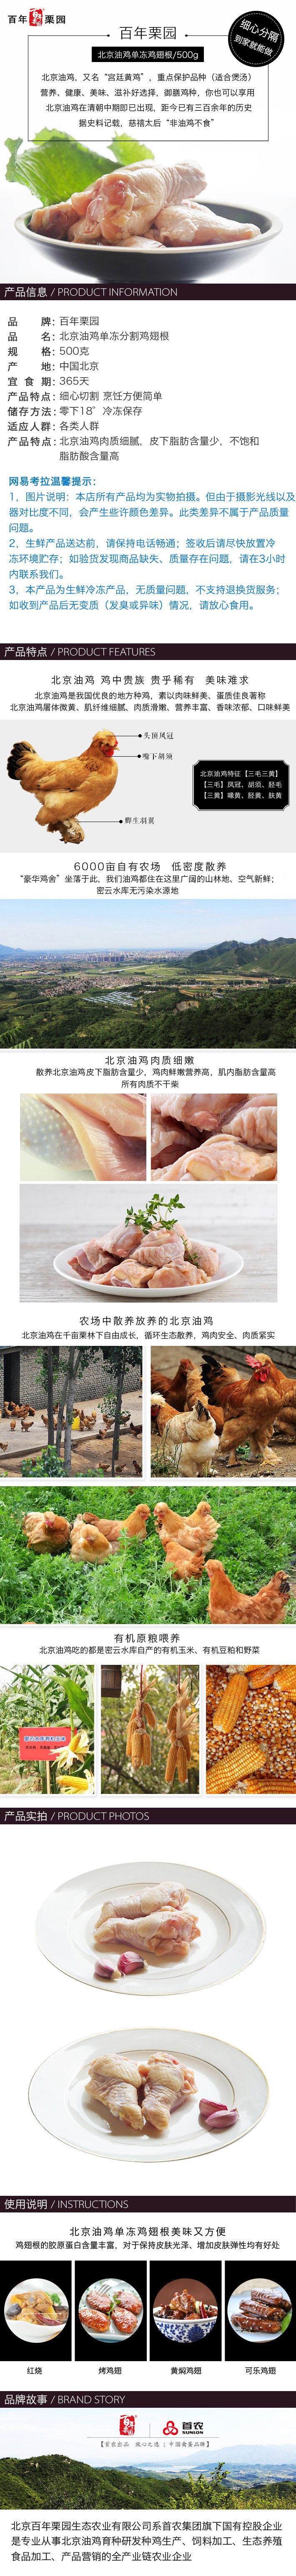 百年栗园
细心分隔
到家就能做
百年栗园
北京油鸡单冻鸡翅根/500g
北京油鸡，又名“宫廷黄鸡”，重点保护品种（适合煲汤）
营养、健康、美味、滋补好选择，御膳鸡种，你也可以享用
北京油鸡在清朝中期即已出现，距今已有三百余年的历史
据史料记载，慈禧太后“非油鸡不食”
产品信息 / PRODUCT INFORMATION
品 牌：百年栗园
品 名：北京油鸡单冻分割鸡翅根
规 格：500克
产 地：中国北京
宜 食 期：365天
产品特点：细心切割 烹饪方便简单
储存方法：零下18°冷冻保存
适应人群：各类人群
产品特点：北京油鸡肉质细腻，皮下脂肪含量少，不饱和
脂肪酸含量高
网易考拉温馨提示：
1，图片说明：本店所有产品均为实物拍摄。但由于摄影光线以及
器对比度不同，会产生些许颜色差异。此类差异不属于产品质量
问题。
2，生鲜产品送达前，请保持电话畅通；签收后请尽快放置冷
冻环境贮存；如验货发现商品缺失、质量存在问题，请在3小时
内联系我们。
3，本产品为生鲜冷冻产品，无质量问题，不支持退换货服务；
如收到产品后无变质（发臭或异味）情况，请放心食用。
产品特点 / PRODUCT FEATURES
北京油鸡 鸡中贵族 贵乎稀有 美味难求
北京油鸡是我国优良的地方种鸡，素以肉味鲜美、蛋质佳良著称
北京油鸡屠体微黄、肌纤维细腻、肉质滑嫩、营养丰富、香味浓郁、口味鲜美
头顶凤冠
嘴下胡须
胫生羽翼
北京油鸡特征【三毛三黄】
【三毛】凤冠、胡须、胫毛
【三黄】喙黄、胫黄、肤黄
6000亩自有农场 低密度散养
“豪华鸡舍”坐落于此，我们油鸡都住在这里广阔的山林地、空气新鲜；
密云水库无污染水源地
北京油鸡肉质细嫩
散养北京油鸡皮下脂肪含量少，鸡肉鲜嫩营养高，肌内脂肪含量高
所有肉质不干柴
农场中散养放养的北京油鸡
北京油鸡在千亩栗林下自由成长，循环生态散养，鸡肉安全、肉质紧实
有机原粮喂养
北京油鸡吃的都是密云水库自产的有机玉米、有机豆粕和野菜
产品实拍 / PRODUCT PHOTOS
使用说明 / INSTRUCTIONS
北京油鸡单冻鸡翅根美味又方便
鸡翅根的胶原蛋白含量丰富，对于保持皮肤光泽、增加皮肤弹性均有好处
红烧
烤鸡翅
黄焖鸡翅
可乐鸡翅
品牌故事 / BRAND STORY
首农
SUNLON
【首农出品 放心之选 | 中国禽蛋品牌】
北京百年栗园生态农业有限公司系首农集团旗下国有控股企业
是专业从事北京油鸡育种研发种鸡生产、饲料加工、生态养殖
食品加工、产品营销的全产业链农业企业